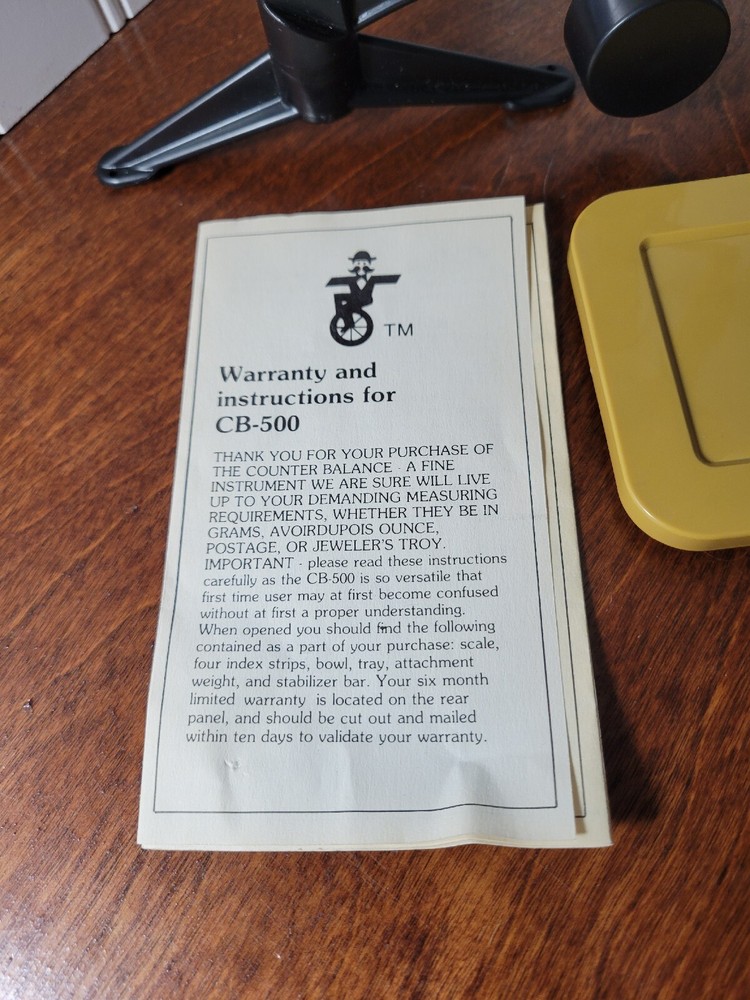 TM
Warranty and
instructions for
CB-500
THANK YOU FOR YOUR PURCHASE OF
THE COUNTER BALANCE - A FINE
INSTRUMENT WE ARE SURE WILL LIVE
UP TO YOUR DEMANDING MEASURING
REQUIREMENTS, WHETHER THEY BE IN
GRAMS, AVOIRDUPOIS OUNCE,
POSTAGE, OR JEWELER'S TROY.
IMPORTANT - please read these instructions
carefully as the CB-500 is so versatile that
first time user may at first become confused
without at first a proper understanding.
When opened you should find the following
contained as a part of your purchase: scale,
four index strips, bowl, tray, attachment
weight, and stabilizer bar. Your six month
limited warranty is located on the rear
panel, and should be cut out and mailed
within ten days to validate your warranty.